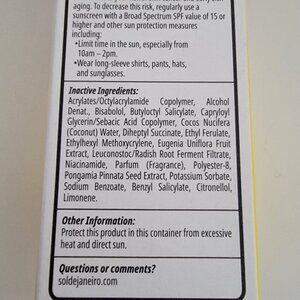 aging. To decrease this risk, regularly use a
sunscreen with a Broad Spectrum SPF value of 15 or
higher and other sun protection measures
including:
•Limit time in the sun, especially from
10am – 2pm.
•Wear long-sleeve shirts, pants, hats,
and sunglasses.
Inactive Ingredients:
Acrylates/Octylacrylamide Copolymer, Alcohol
Denat., Bisabolol, Butyloctyl Salicylate, Capryloyl
Glycerin/Sebacic Acid Copolymer, Cocos Nucifera
(Coconut) Water, Diheptyl Succinate, Ethyl Ferulate,
Ethylhexyl Methoxycrylene, Eugenia Uniflora Fruit
Extract, Leuconostoc/Radish Root Ferment Filtrate,
Niacinamide, Parfum (Fragrance), Polyester-8,
Pongamia Pinnata Seed Extract, Potassium Sorbate,
Sodium Benzoate, Benzyl Salicylate, Citronellol,
Limonene.
Other Information:
Protect this product in this container from excessive
heat and direct sun.
Questions or comments?
soldejaneiro.com